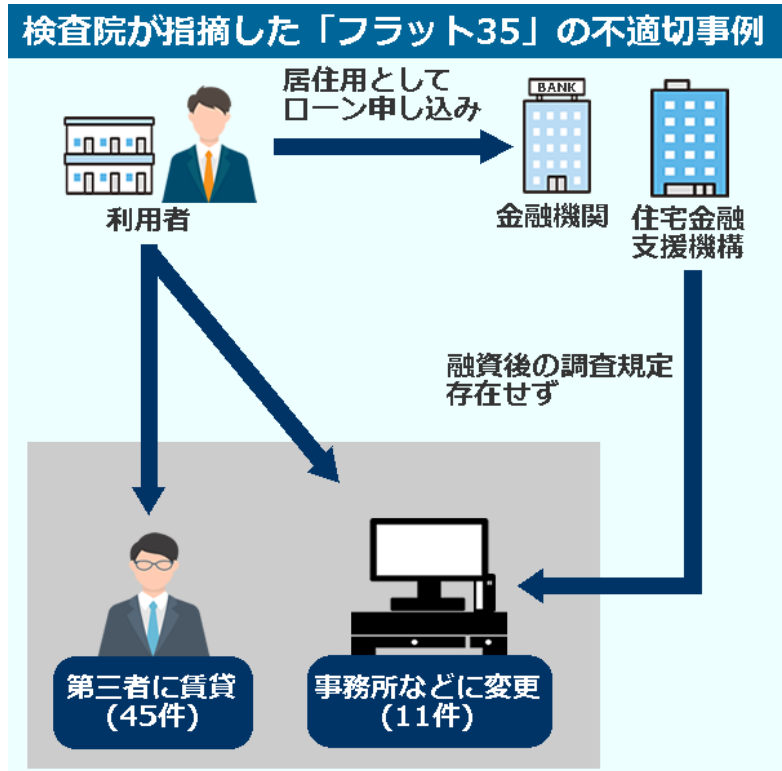 検査院が指摘した「フラット35」の不適切事例
居住用として
ローン申し込み
BANK
利用者
金融機関
住宅金融
支援機構
融資後の調査規定
存在せず
第三者に賃貸
(45件)
事務所などに変更
(11件)